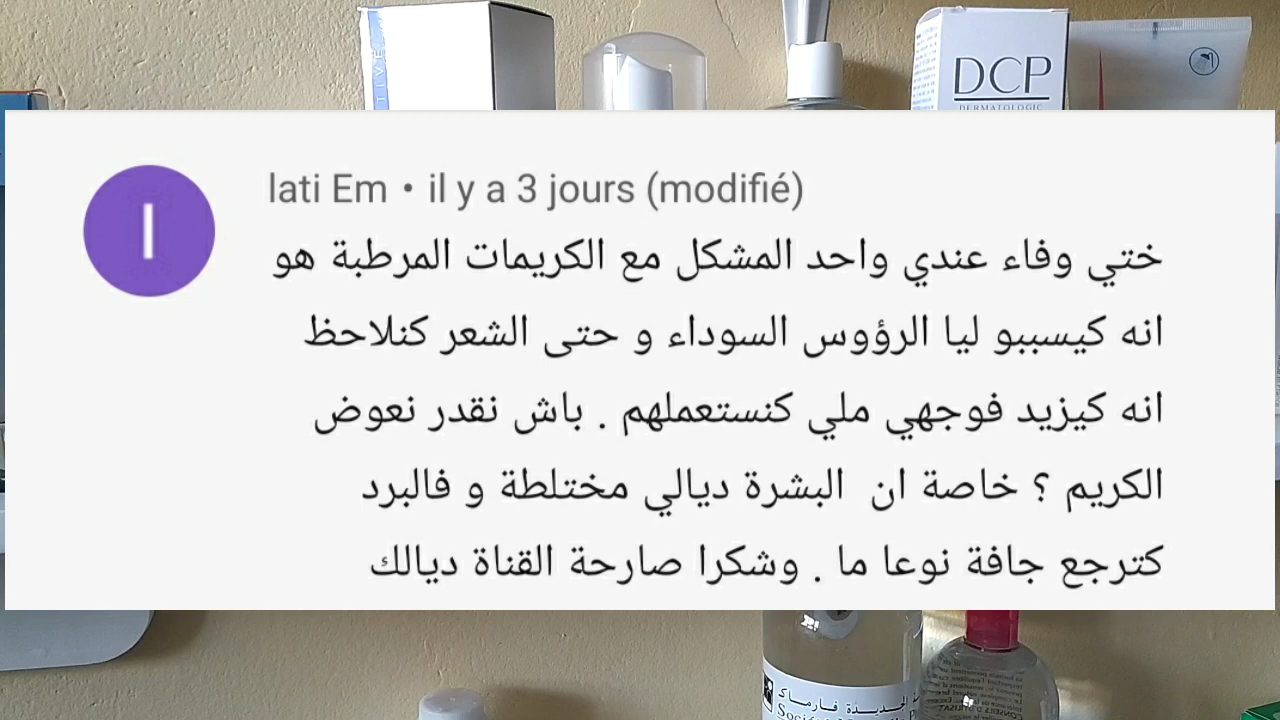 DCP
DERMATOLOGIC
I
Iati Em • il y a 3 jours (modifié)
ختي وفاء عندي واحد المشكل مع الكريمات المرطبة هو
انه كيسببو ليا الرؤوس السوداء و حتى الشعر كنلاحظ
انه كيزيد فوجهي ملي كنستعملهم . باش نقدر نعوض
الكريم ؟ خاصة ان البشرة ديالي مختلطة و فالبرد
كترجع جافة نوعا ما . وشكرا صارحة القناة ديالك